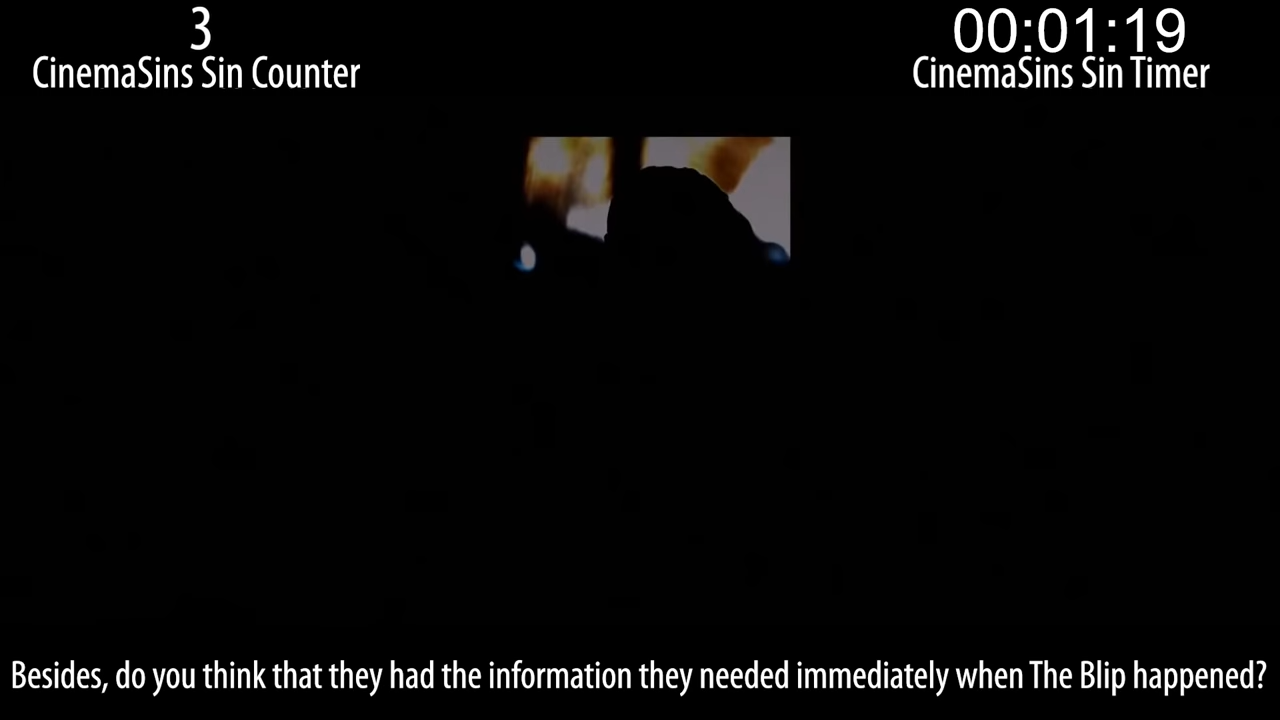 3
CinemaSins Sin Counter
00:01:19
CinemaSins Sin Timer
Besides, do you think that they had the information they needed immediately when The Blip happened?